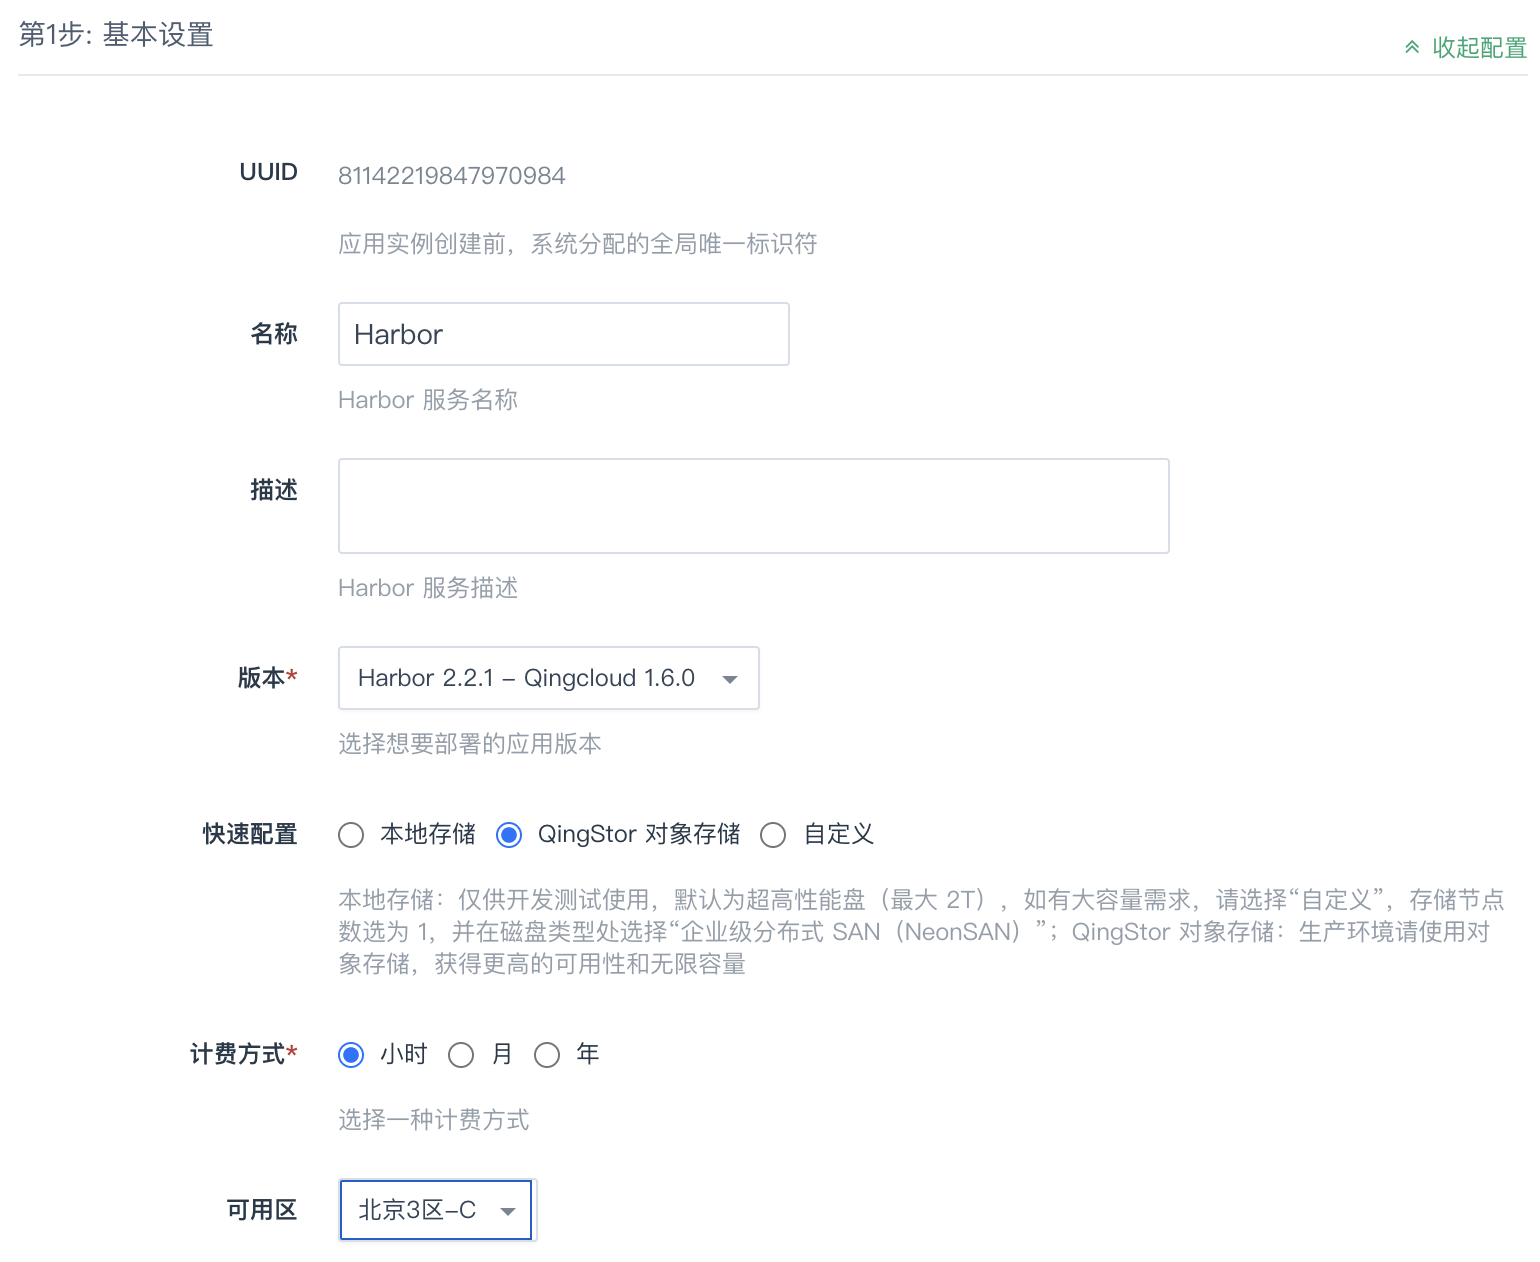 第1步: 基本设置
收起配置
UUID
81142219847970984
应用实例创建前，系统分配的全局唯一标识符
名称
Harbor
Harbor 服务名称
描述
Harbor 服务描述
版本*
Harbor 2.2.1 – Qingcloud 1.6.0
选择想要部署的应用版本
快速配置
本地存储 QingStor 对象存储 自定义
本地存储：仅供开发测试使用，默认为超高性能盘（最大 2T），如有大容量需求，请选择“自定义”，存储节点
数选为 1，并在磁盘类型处选择“企业级分布式 SAN（NeonSAN）”；QingStor 对象存储：生产环境请使用对
象存储，获得更高的可用性和无限容量
计费方式*
小时 月 年
选择一种计费方式
可用区
北京3区–C